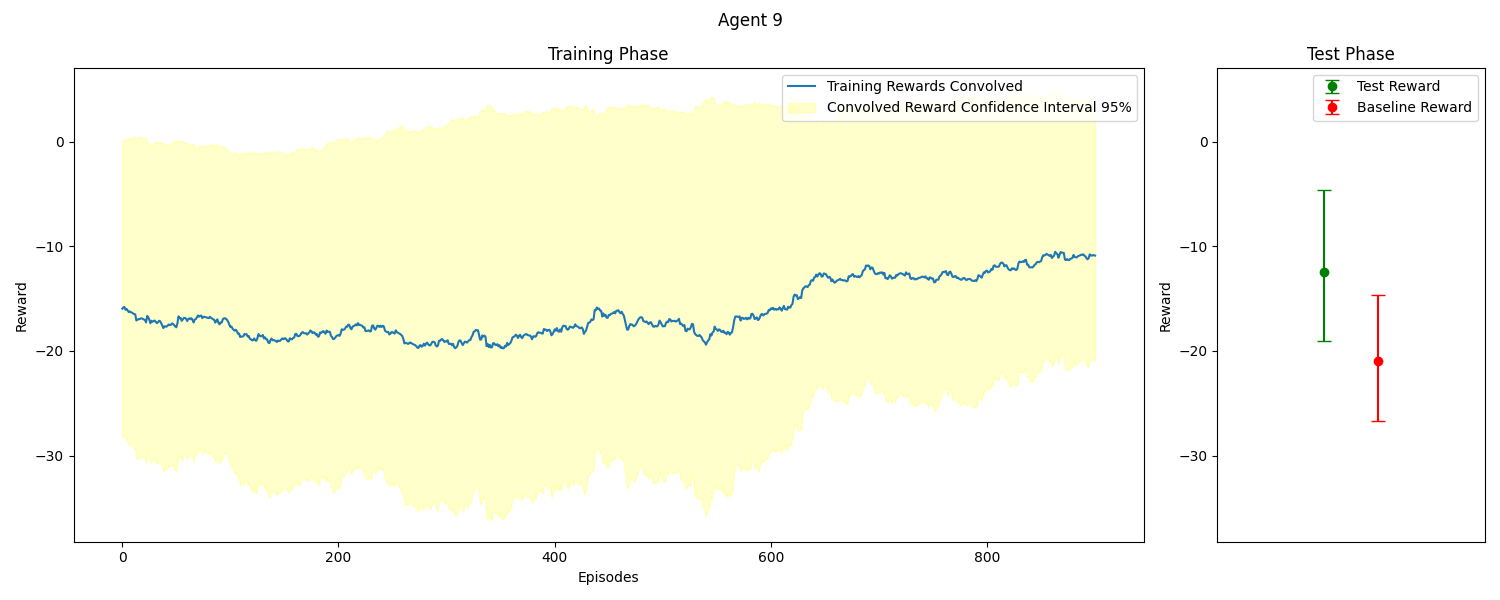 Agent 9
Training Phase
Test Phase
Training Rewards Convolved
Convolved Reward Confidence Interval 95%
Test Reward
Baseline Reward
Reward
0
−10
−20
−30
0
200
400
600
800
Episodes
Reward
0
−10
−20
−30